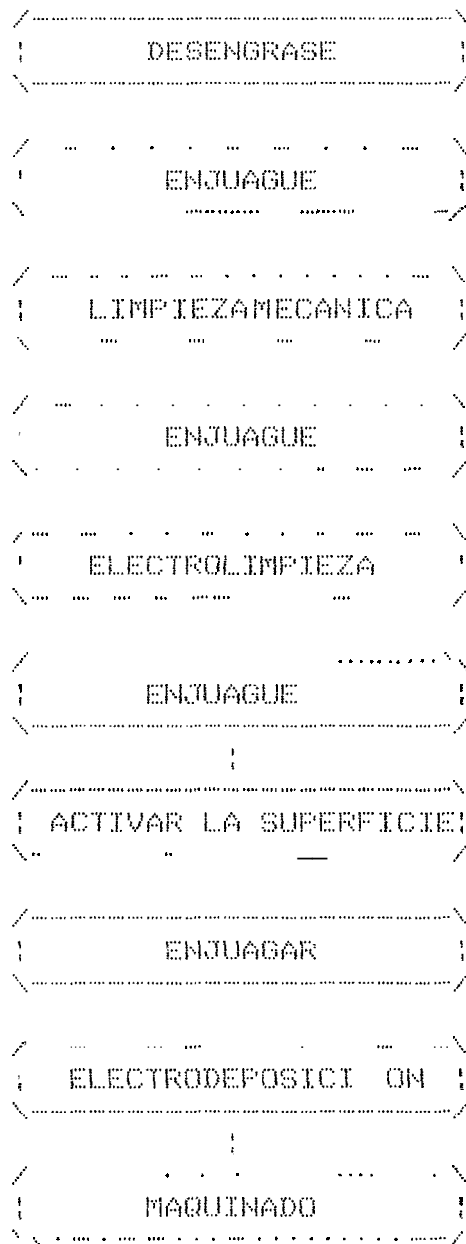 DESENGRASE
ENJUAGUE
LIMPIEZAMECANICA
ENJUAGUE
ELECTROLIMPIEZA
ENJUAGUE
ACTIVAR LA SUPERFICIE
ENJUAGAR
ELECTRODEPOSICI ON
MAQUINADO